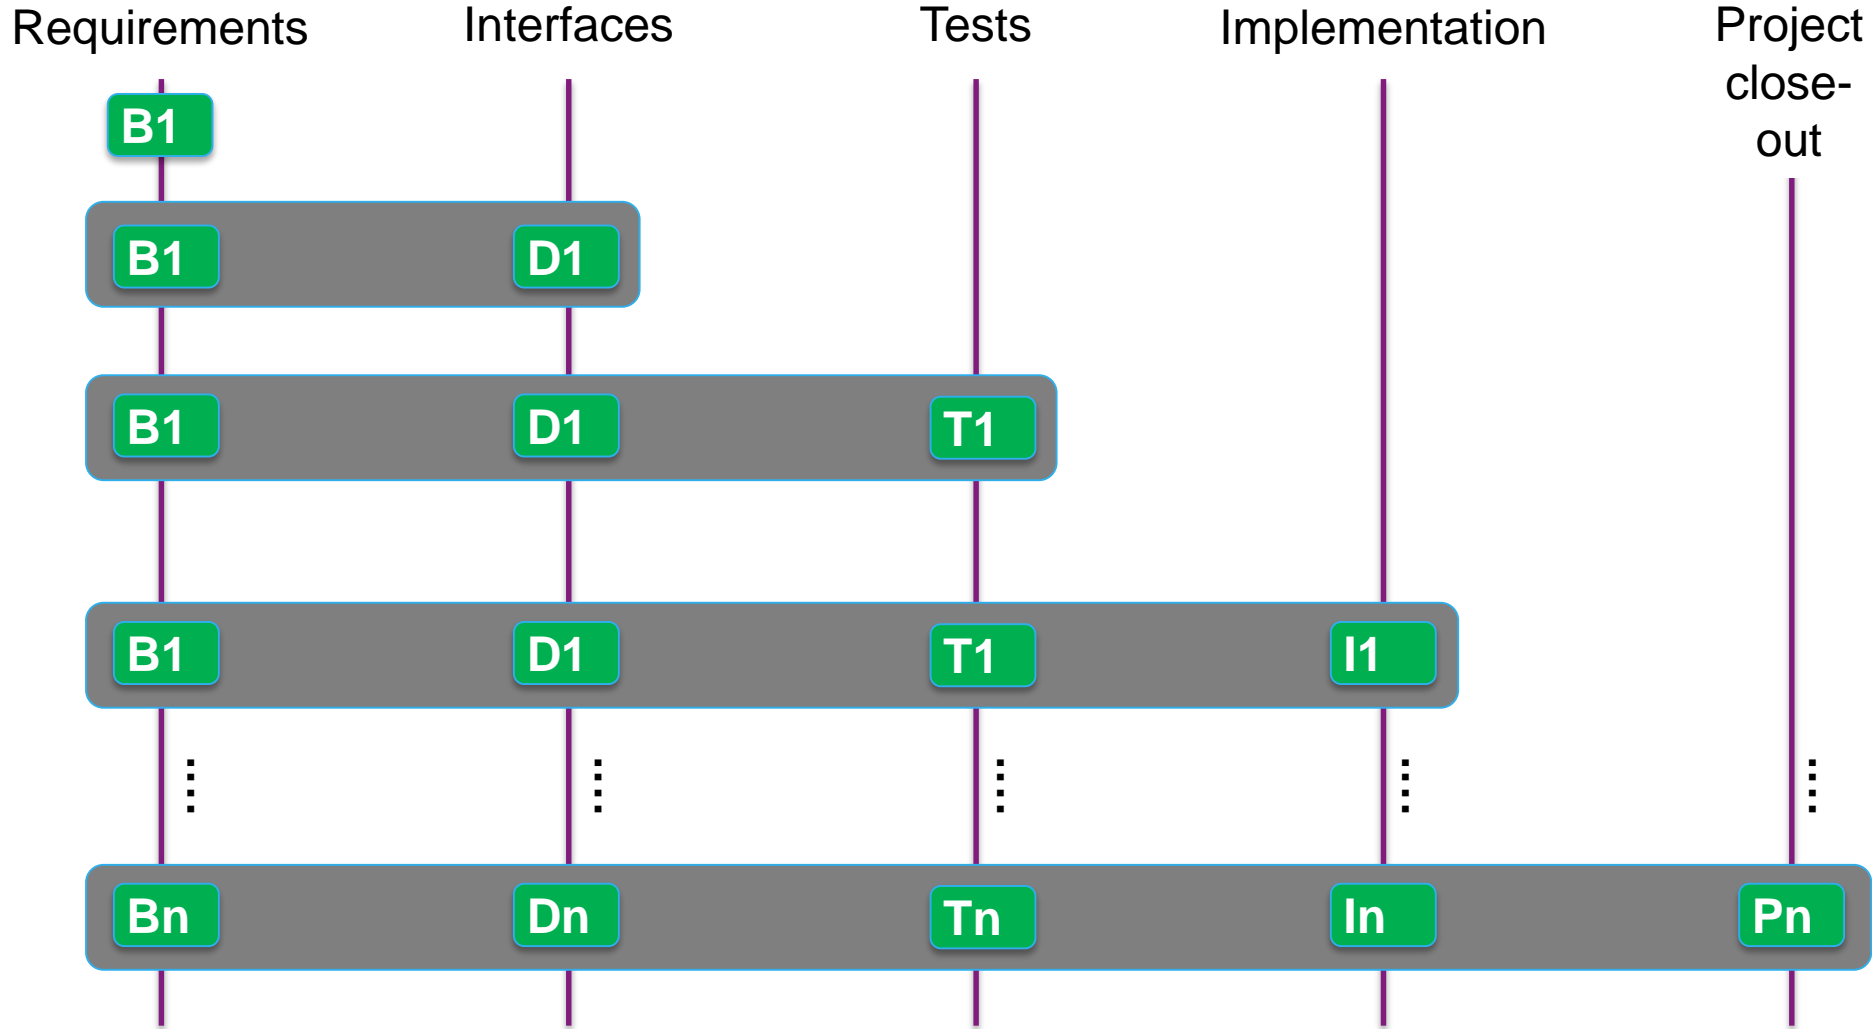 Requirements
Interfaces
Tests
Implementation
Project
close-
out
B1
B1 D1
B1 D1 T1
B1 D1 T1 I1
Bn Dn Tn In Pn